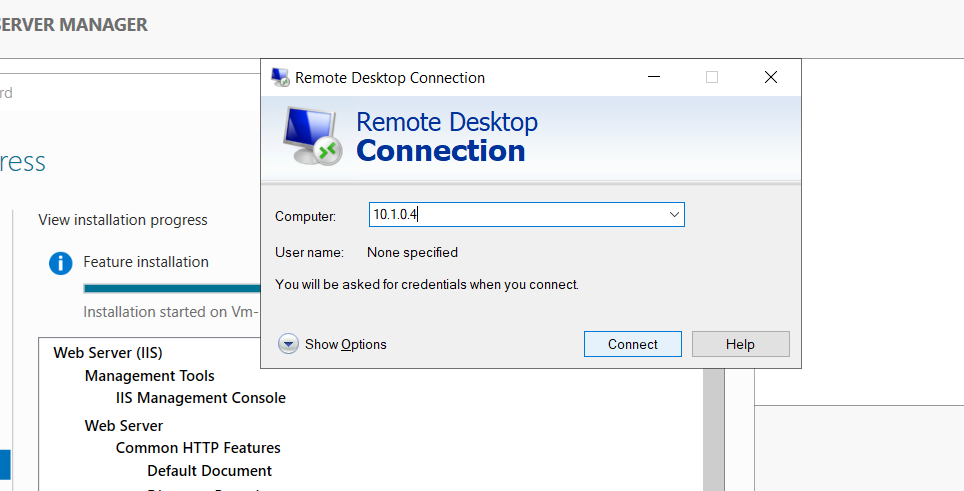 SERVER MANAGER
Remote Desktop Connection
Remote Desktop
Connection
Computer:
10.1.0.4
User name:
None specified
You will be asked for credentials when you connect.
Show Options
Connect
Help
rd
ress
View installation progress
Feature installation
Installation started on Vm-
Web Server (IIS)
Management Tools
IIS Management Console
Web Server
Common HTTP Features
Default Document